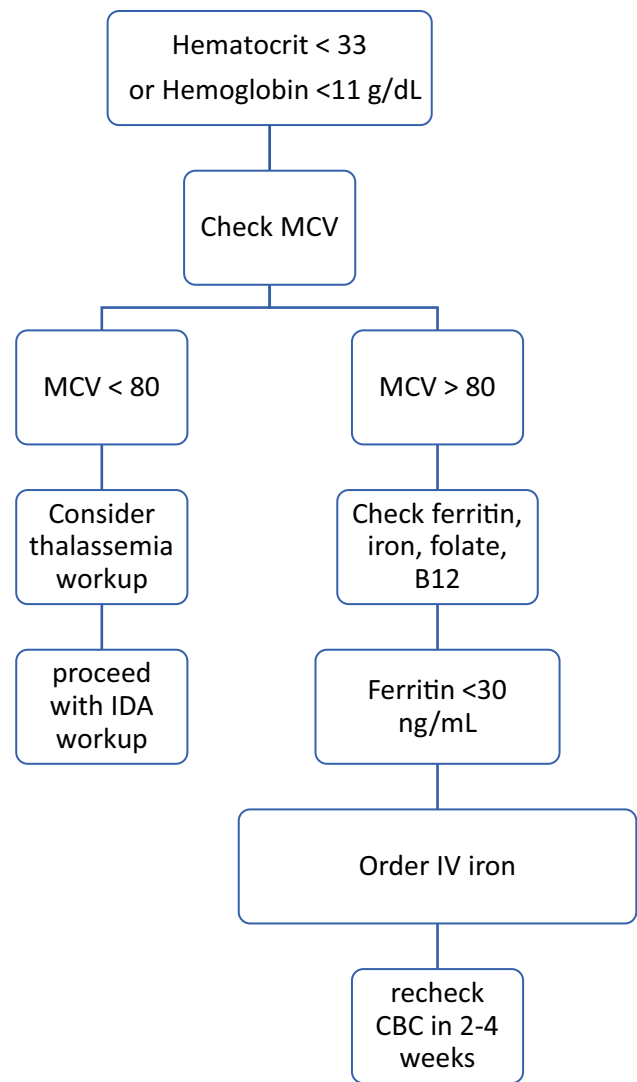 Hematocrit < 33
or Hemoglobin <11 g/dL
Check MCV
MCV < 80
MCV > 80
Consider
thalassemia
workup
Check ferritin,
iron, folate,
B12
proceed
with IDA
workup
Ferritin <30
ng/mL
Order IV iron
recheck
CBC in 2-4
weeks